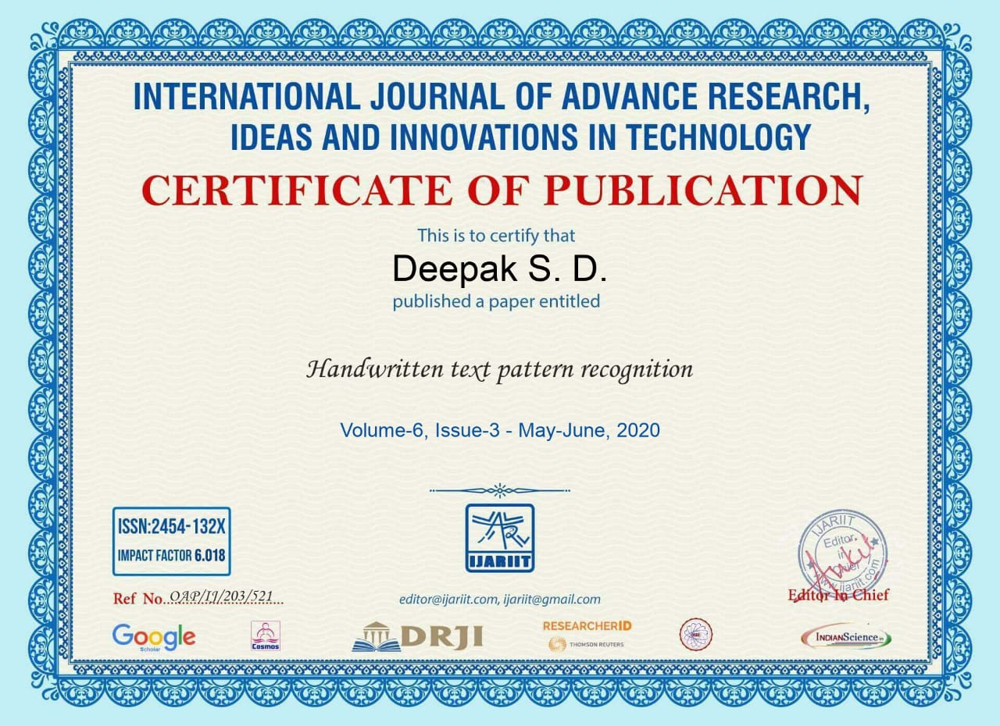 INTERNATIONAL JOURNAL OF ADVANCE RESEARCH,
IDEAS AND INNOVATIONS IN TECHNOLOGY
CERTIFICATE OF PUBLICATION
This is to certify that
Deepak S. D.
published a paper entitled
Handwritten text pattern recognition
Volume-6, Issue-3 - May-June, 2020
ISSN:2454-132X
IMPACT FACTOR 6.018
IJARIIT
IJARIIT
Editor
in
Chief
www.ijariit.com
Ankit
Ref No. OAP/IJ/203/521
editor@ijariit.com, ijariit@gmail.com
Editor In Chief
Google
Scholar
Cosmos
DRJI
RESEARCHERID
THOMSON REUTERS
INDIANScience.in